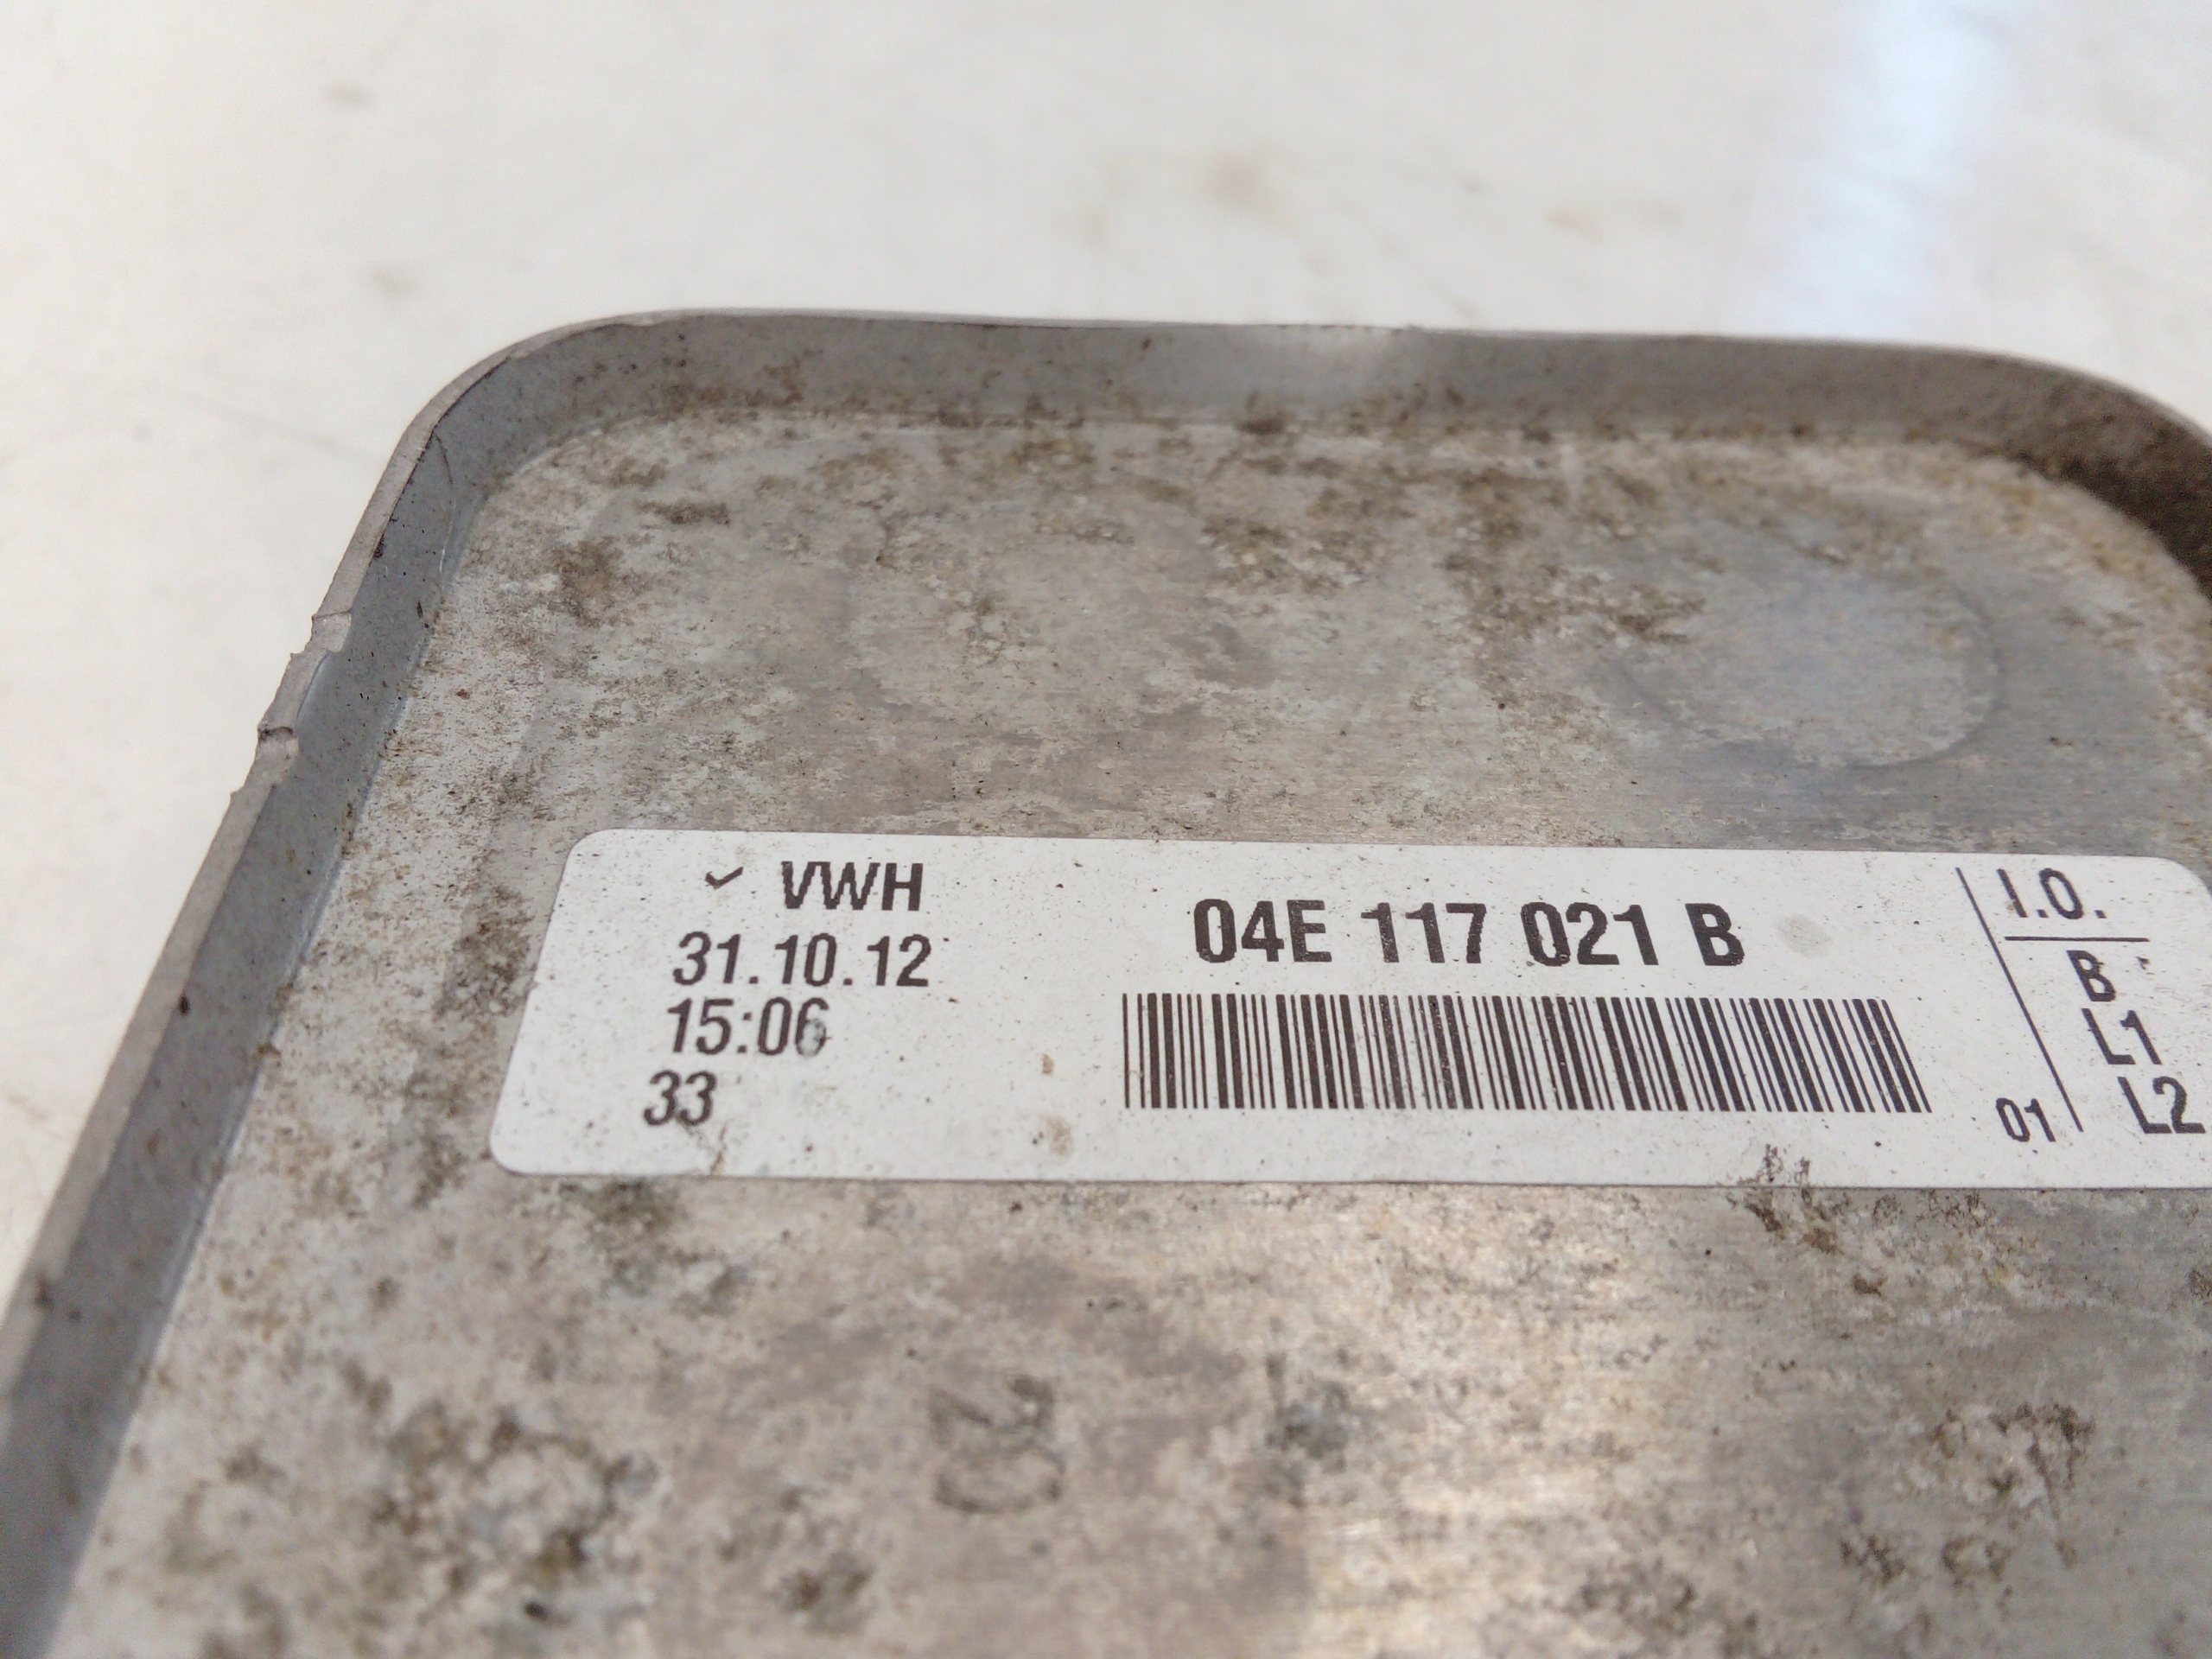 VWH
31.10.12
15:06
33
04E 117 021 B
01
I.O.
B
L1
L2